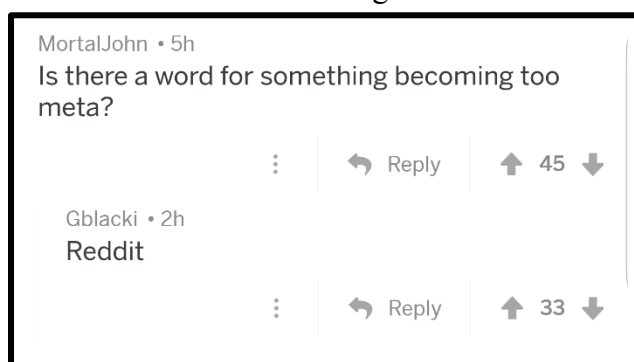 MortalJohn • 5h
Is there a word for something becoming too
meta?
Reply 45
Gblacki • 2h
Reddit
Reply 33